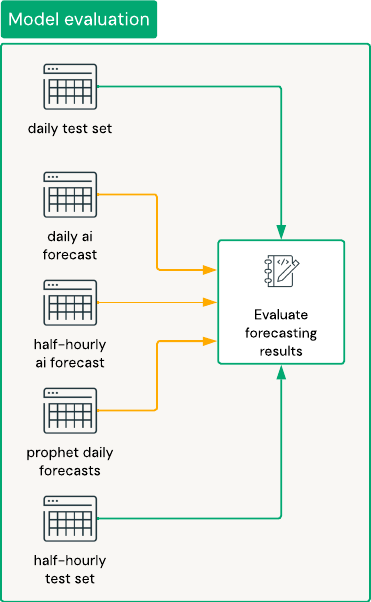 Model evaluation
daily test set
daily ai
forecast
half-hourly
ai forecast
prophet daily
forecasts
half-hourly
test set
Evaluate
forecasting
results